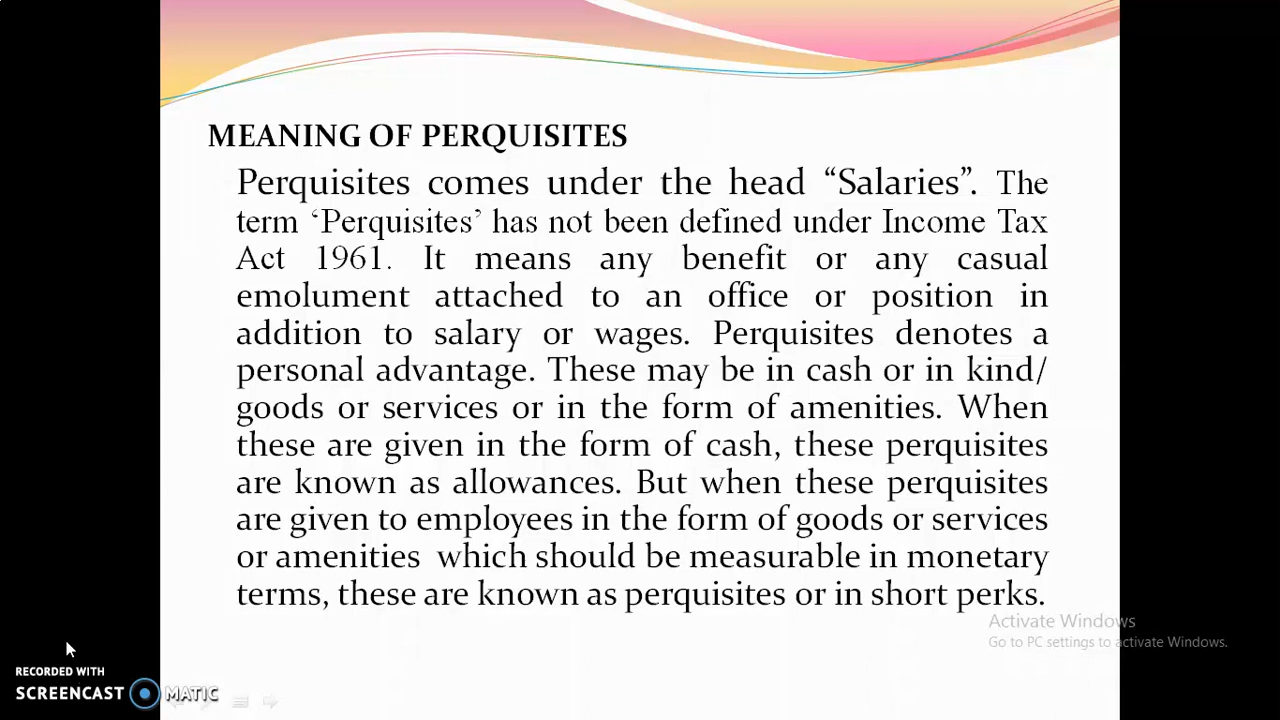 MEANING OF PERQUISITES
Perquisites comes under the head “Salaries”. The
term ‘Perquisites’ has not been defined under Income Tax
Act 1961. It means any benefit or any casual
emolument attached to an office or position in
addition to salary or wages. Perquisites denotes a
personal advantage. These may be in cash or in kind/
goods or services or in the form of amenities. When
these are given in the form of cash, these perquisites
are known as allowances. But when these perquisites
are given to employees in the form of goods or services
or amenities which should be measurable in monetary
terms, these are known as perquisites or in short perks.
Activate Windows
Go to PC settings to activate Windows.
RECORDED WITH
SCREENCAST MATIC